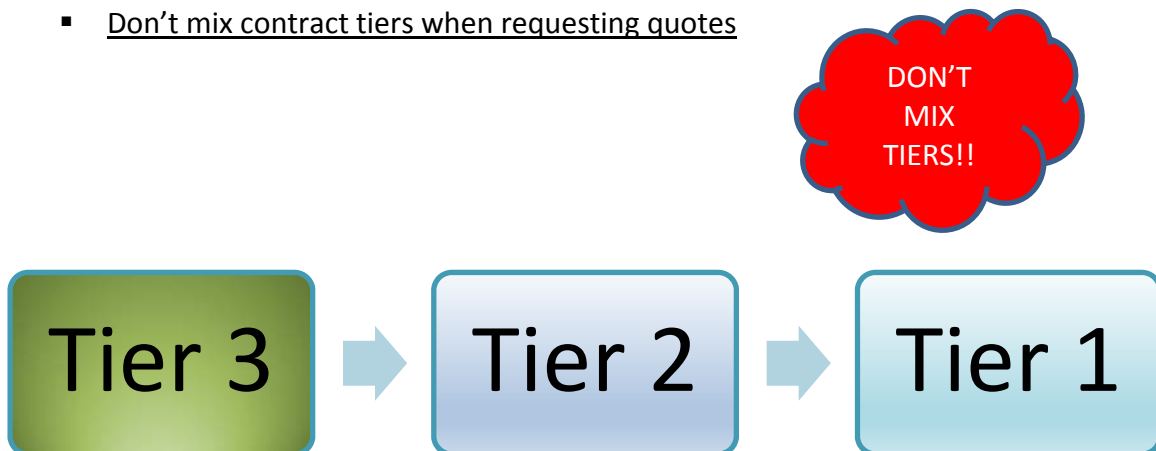 ▪ Don’t mix contract tiers when requesting quotes
DON’T
MIX
TIERS!!
Tier 3
Tier 2
Tier 1